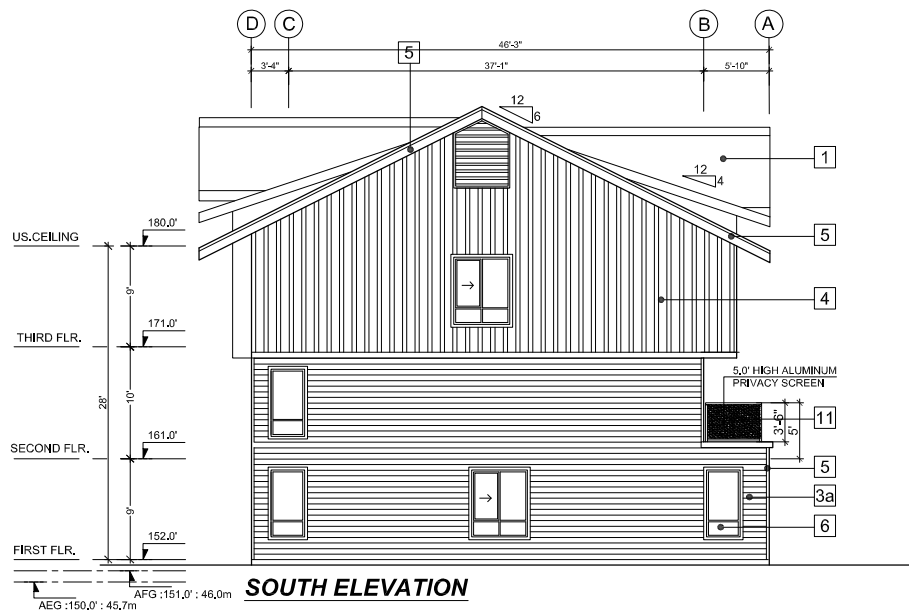 D C B A
46'-3"
5
3'-4" 37'-1" 5'-10"
12
6
1
12
4
180.0'
US.CEILING
5
9'
4
171.0'
THIRD FLR.
5.0' HIGH ALUMINUM
PRIVACY SCREEN
28'
10'
3'-6"
5'
11
161.0'
SECOND FLR.
5
3a
9'
6
152.0'
FIRST FLR.
SOUTH ELEVATION
AFG :151.0' : 46.0m
AEG :150.0' : 45.7m